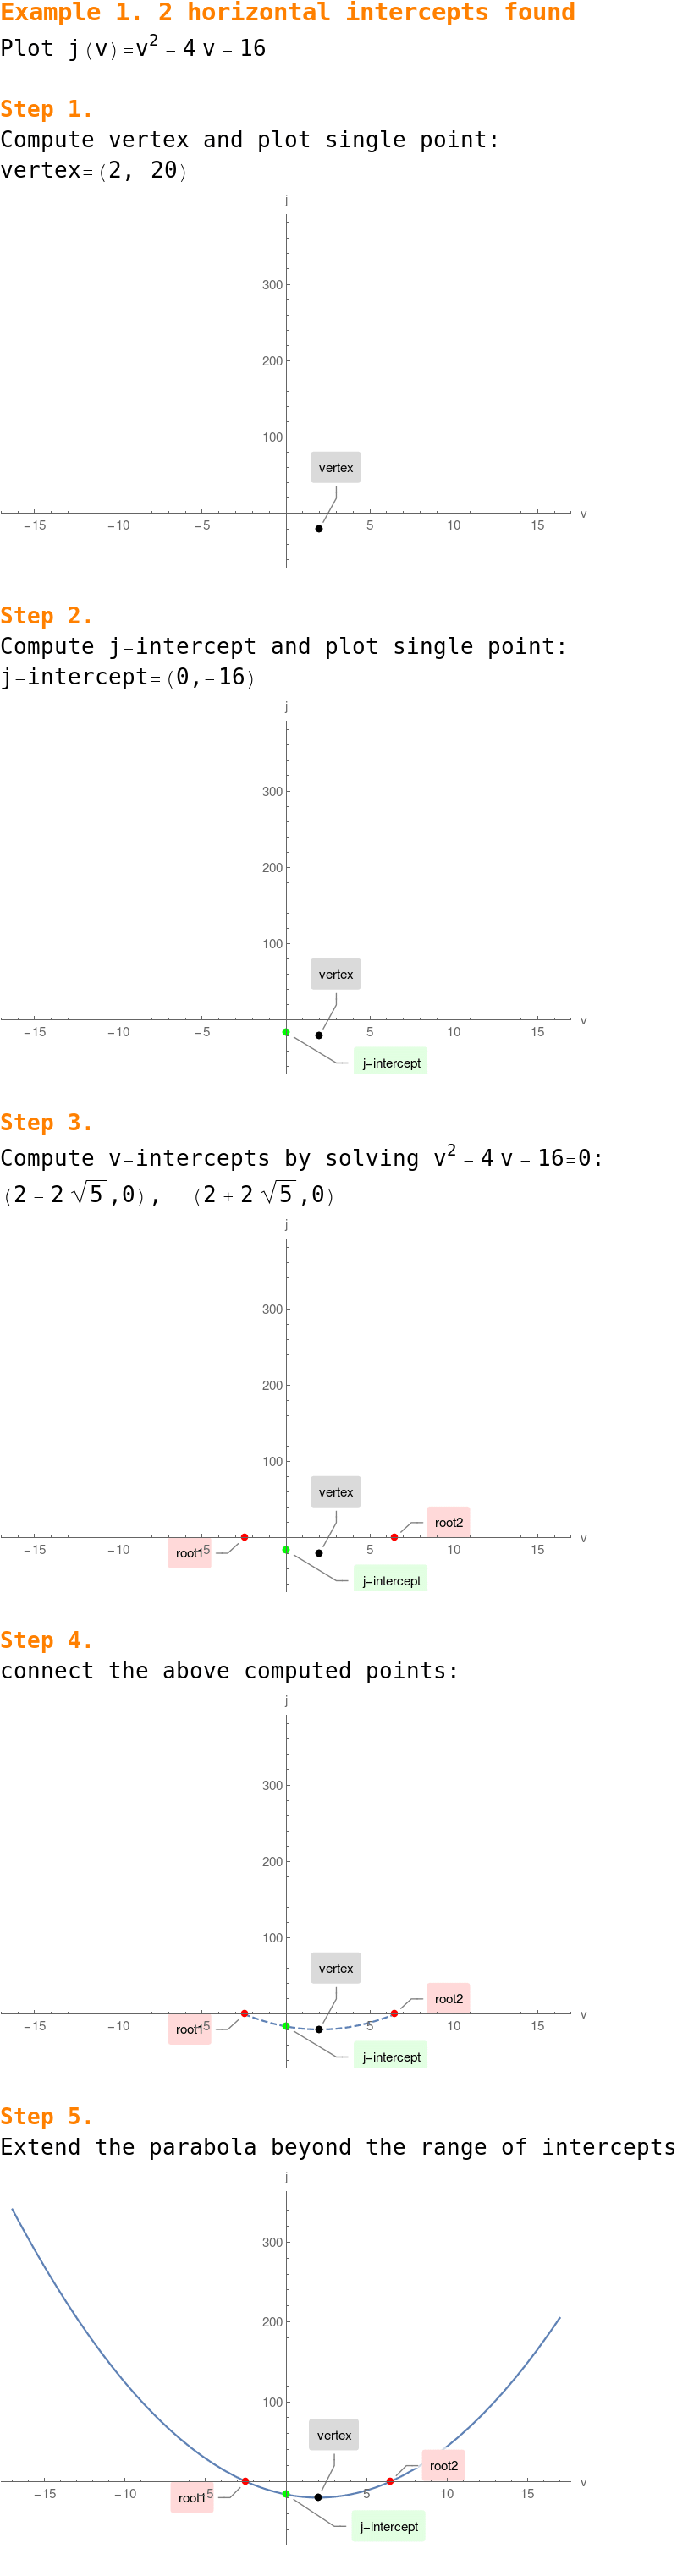 Example 1. 2 horizontal intercepts found
Plot j(v)=v² − 4 v − 16
Step 1.
Compute vertex and plot single point:
vertex=(2,−20)
j
300
200
100
vertex
−15 −10 −5 5 10 15 v
Step 2.
Compute j−intercept and plot single point:
j−intercept=(0,−16)
j
300
200
100
vertex
−15 −10 −5 5 10 15 v
j−intercept
Step 3.
Compute v−intercepts by solving v² − 4 v − 16=0:
(2 − 2 √5 ,0), (2 + 2 √5 ,0)
j
300
200
100
vertex
root2
−15 −10 −5 5 10 15 v
root1
j−intercept
Step 4.
connect the above computed points:
j
300
200
100
vertex
root2
−15 −10 −5 5 10 15 v
root1
j−intercept
Step 5.
Extend the parabola beyond the range of intercepts
j
300
200
100
vertex
root2
−15 −10 −5 5 10 15 v
root1
j−intercept